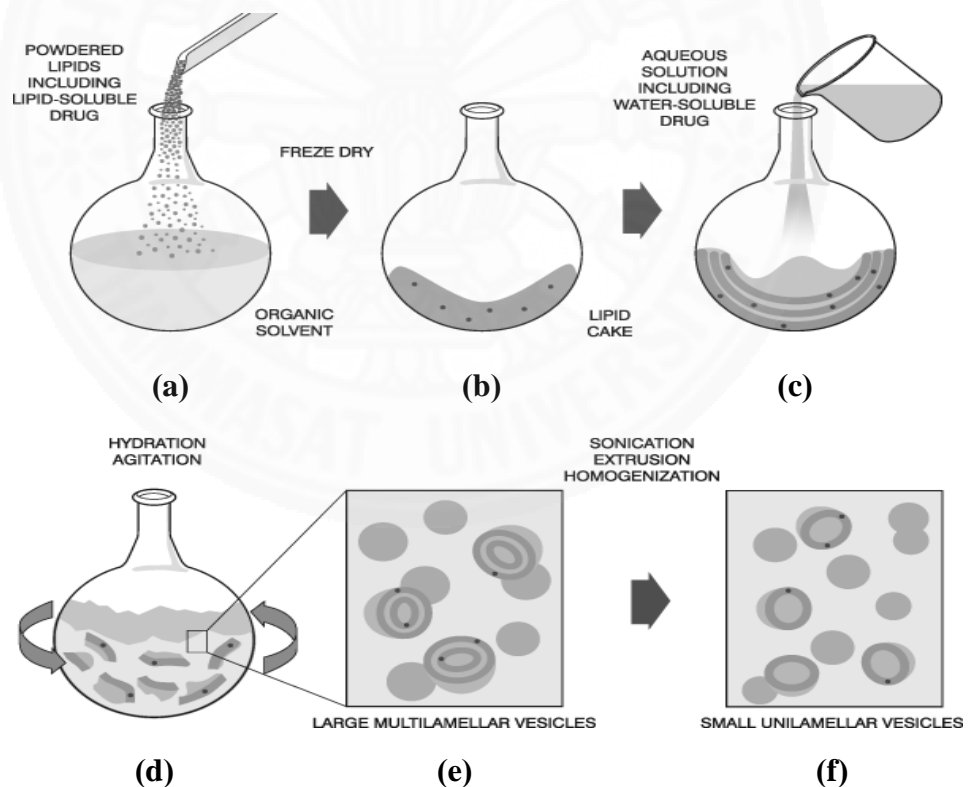 POWDERED
LIPIDS
INCLUDING
LIPID-SOLUBLE
DRUG
FREZE DRY
AQUEOUS
SOLUTION
INCLUDING
WATER-SOLUBLE
DRUG
ORGANIC
SOLVENT
LIPID
CAKE
(a)
(b)
(c)
HYDRATION
AGITATION
SONICATION
EXTRUSION
HOMOGENIZATION
LARGE MULTILAMELLAR VESICLES
SMALL UNILAMELLAR VESICLES
(d)
(e)
(f)